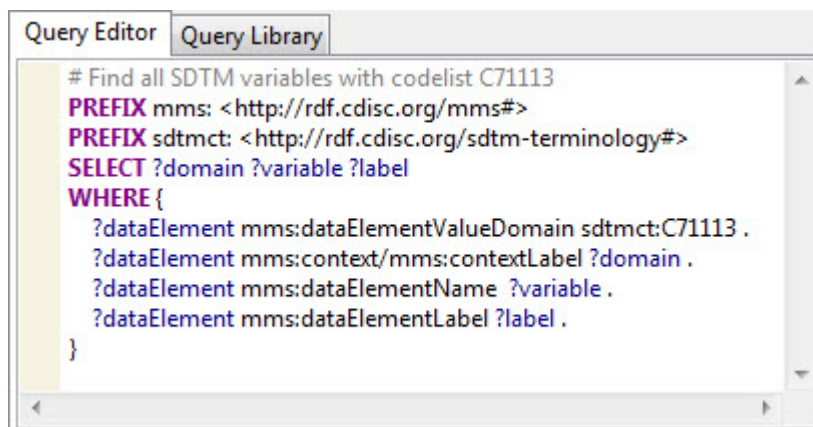 Query Editor Query Library
# Find all SDTM variables with codelist C71113
PREFIX mms: <http://rdf.cdisc.org/mms#>
PREFIX sdtmct: <http://rdf.cdisc.org/sdtm-terminology#>
SELECT ?domain ?variable ?label
WHERE {
?dataElement mms:dataElementValueDomain sdtmct:C71113 .
?dataElement mms:context/mms:contextLabel ?domain .
?dataElement mms:dataElementName ?variable .
?dataElement mms:dataElementLabel ?label .
}